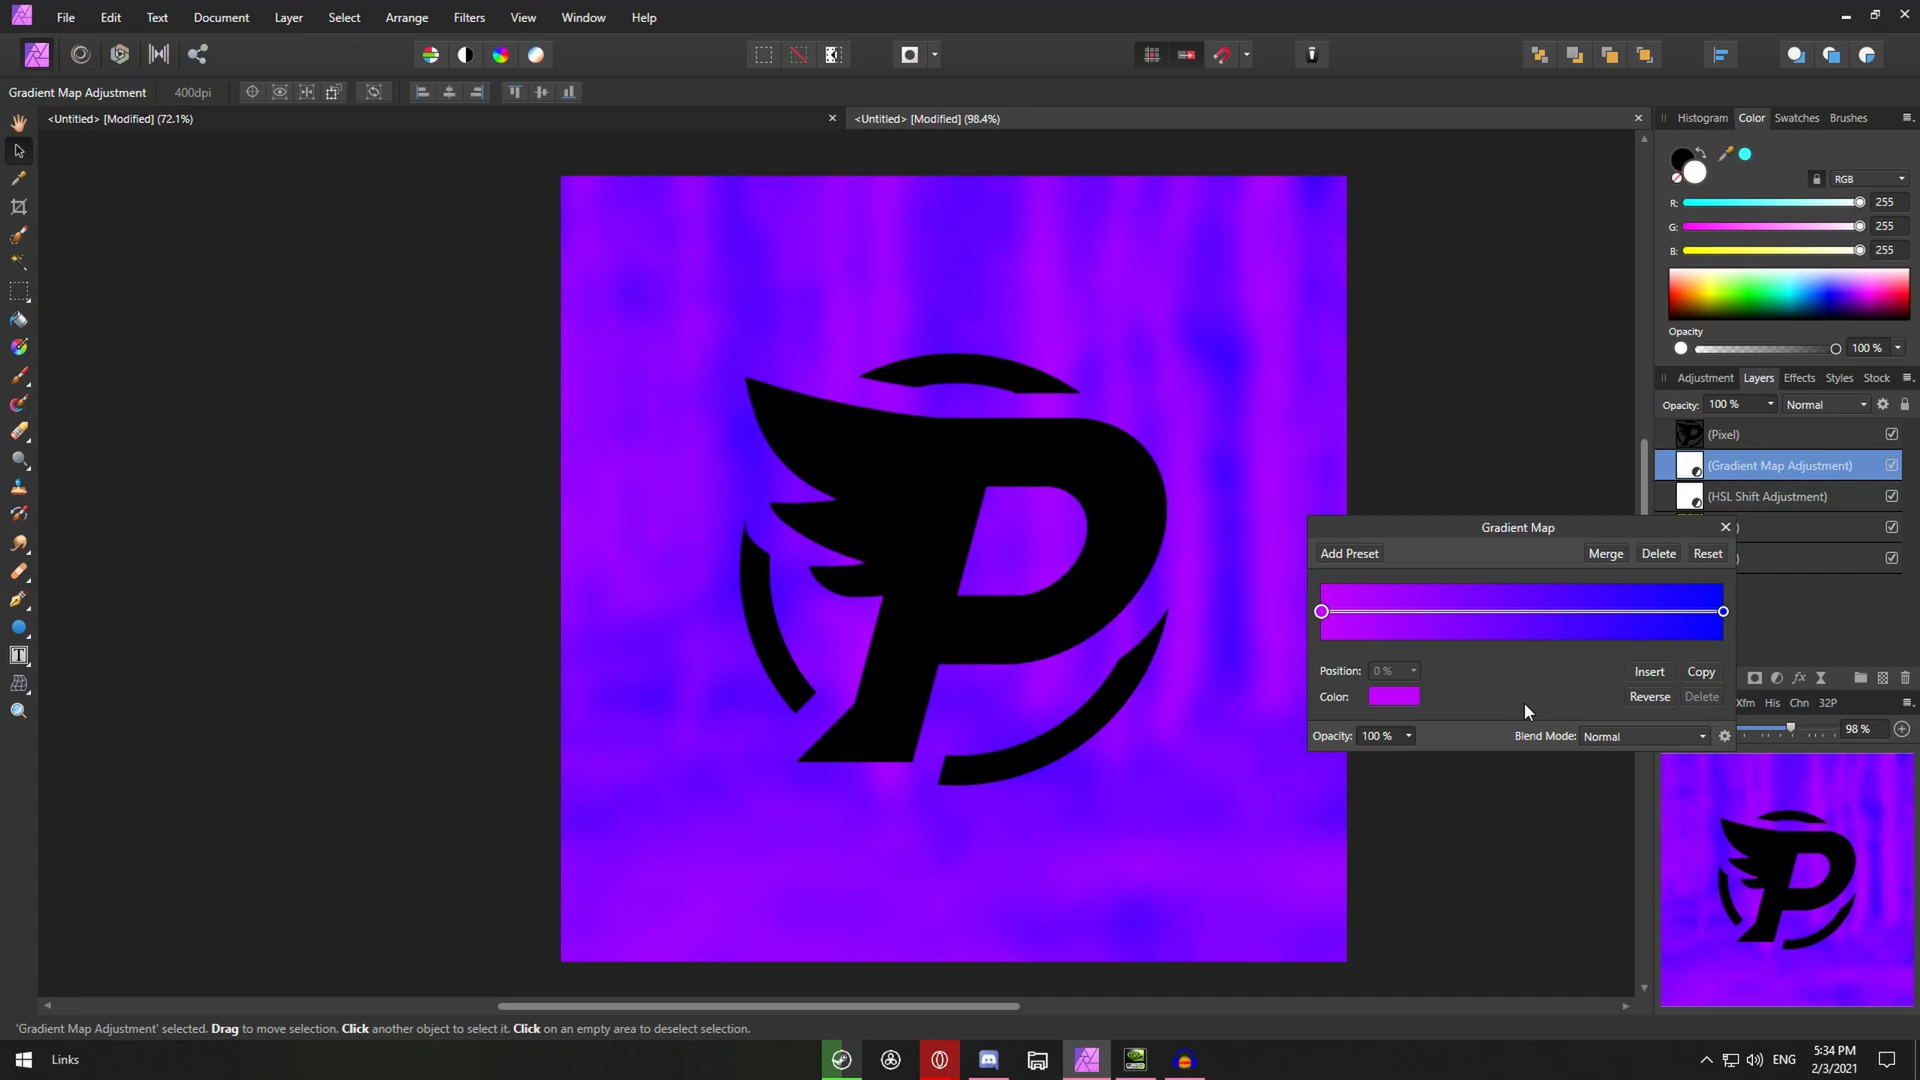 File Edit Text Document Layer Select Arrange Filters View Window Help
Gradient Map Adjustment 400dpi
<Untitled> [Modified] (72.1%)
<Untitled> [Modified] (98.4%)
Histogram Color Swatches Brushes
RGB
R: 255
G: 255
B: 255
Opacity
100 %
Adjustment Layers Effects Styles Stock
Opacity: 100 % Normal
(Pixel)
(Gradient Map Adjustment)
(HSL Shift Adjustment)
)
)
Gradient Map
Add Preset Merge Delete Reset
Position: 0 % Insert Copy
Color: Reverse Delete
Opacity: 100 % Blend Mode: Normal
Xfm His Chn 32P
98 %
P
P
'Gradient Map Adjustment' selected. Drag to move selection. Click another object to select it. Click on an empty area to deselect selection.
Links
ENG
5:34 PM
2/3/2021